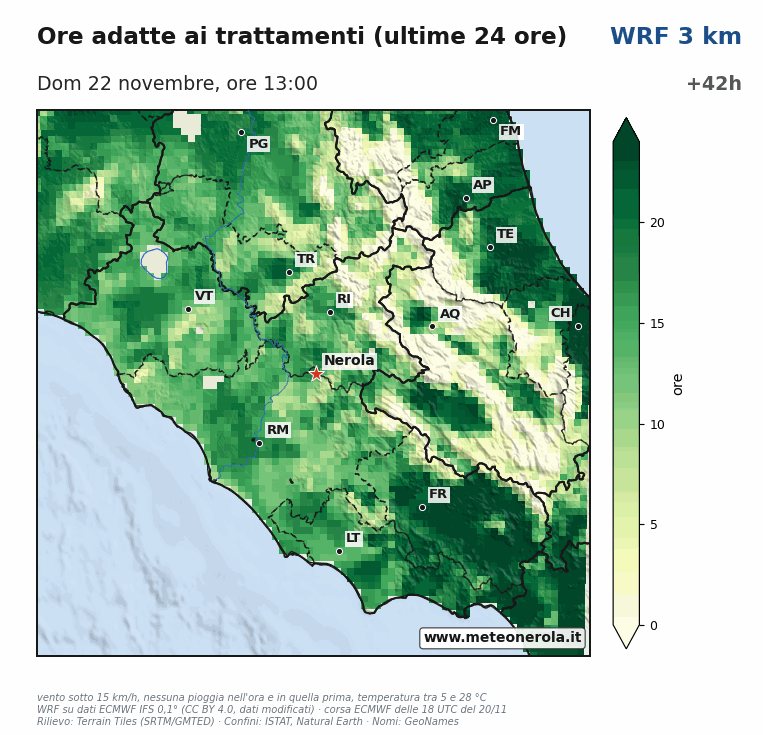 Ore adatte ai trattamenti (ultime 24 ore) WRF 3 km
Dom 22 novembre, ore 13:00 +42h
FM
PG
AP
TE
TR
VT
RI
AQ
CH
Nerola
RM
FR
LT
www.meteonerola.it
20
15
10
5
0
ore
vento sotto 15 km/h, nessuna pioggia nell'ora e in quella prima, temperatura tra 5 e 28 °C
WRF su dati ECMWF IFS 0,1° (CC BY 4.0, dati modificati) · corsa ECMWF delle 18 UTC del 20/11
Rilievo: Terrain Tiles (SRTM/GMTED) · Confini: ISTAT, Natural Earth · Nomi: GeoNames